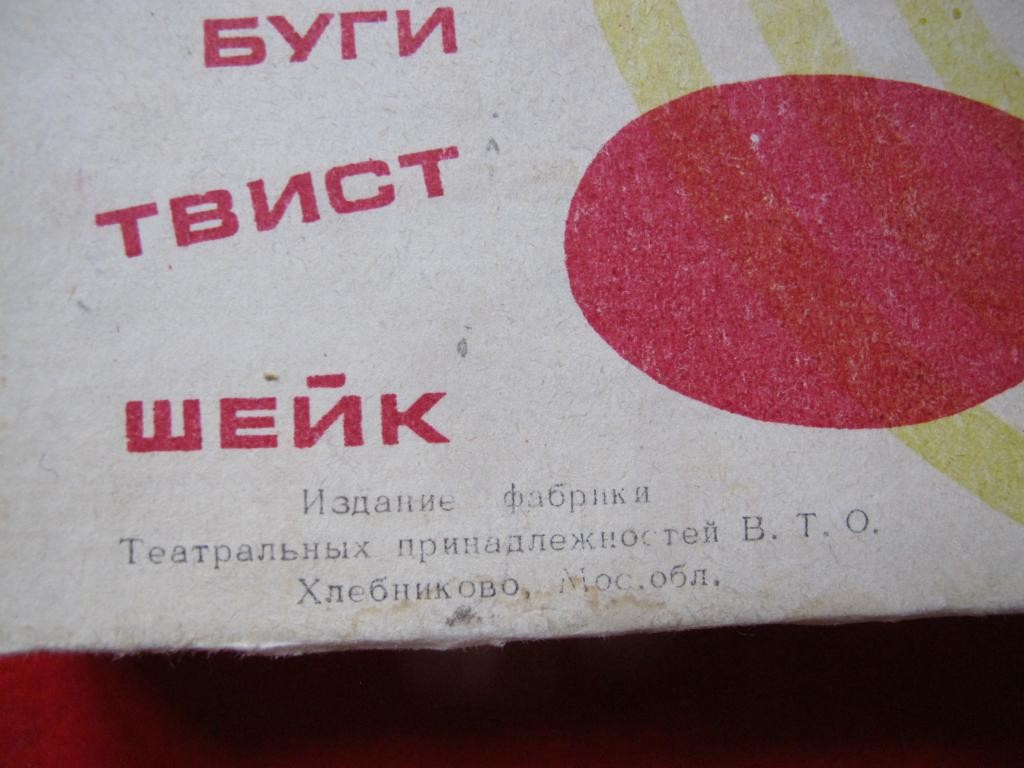 БУГИ
ТВИСТ
ШЕЙК
Издание фабрики
Театральных принадлежностей В. Т. О.
Хлебниково, Мос.обл.